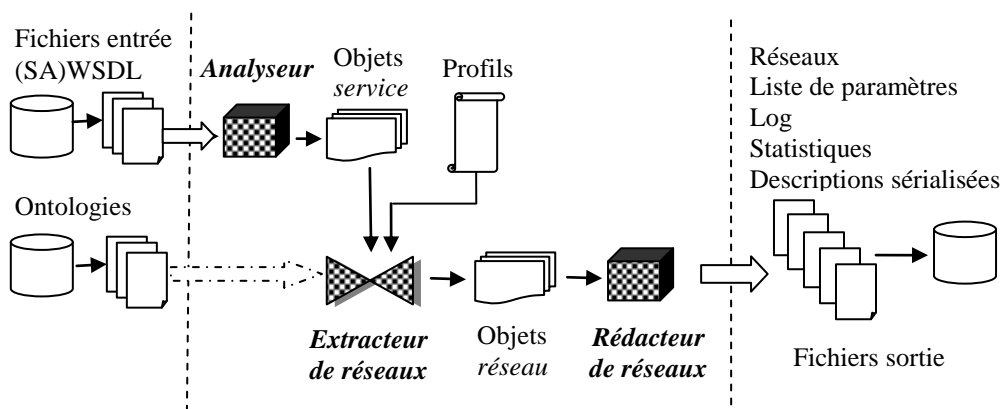 Fichiers entrée
(SA)WSDL
Analyseur
Objets
service
Profils
Réseaux
Liste de paramètres
Log
Statistiques
Descriptions sérialisées
Ontologies
Extracteur
de réseaux
Objets
réseau
Rédacteur
de réseaux
Fichiers sortie